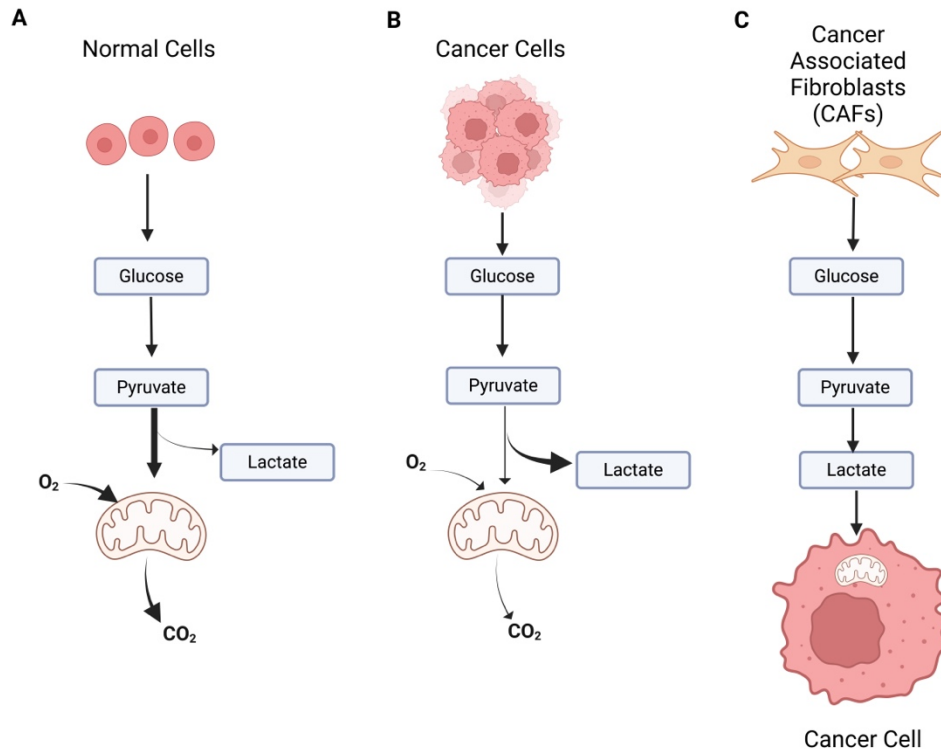 A
Normal Cells
Glucose
Pyruvate
Lactate
O₂
CO₂
B
Cancer Cells
Glucose
Pyruvate
O₂
Lactate
CO₂
C
Cancer
Associated
Fibroblasts
(CAFs)
Glucose
Pyruvate
Lactate
Cancer Cell